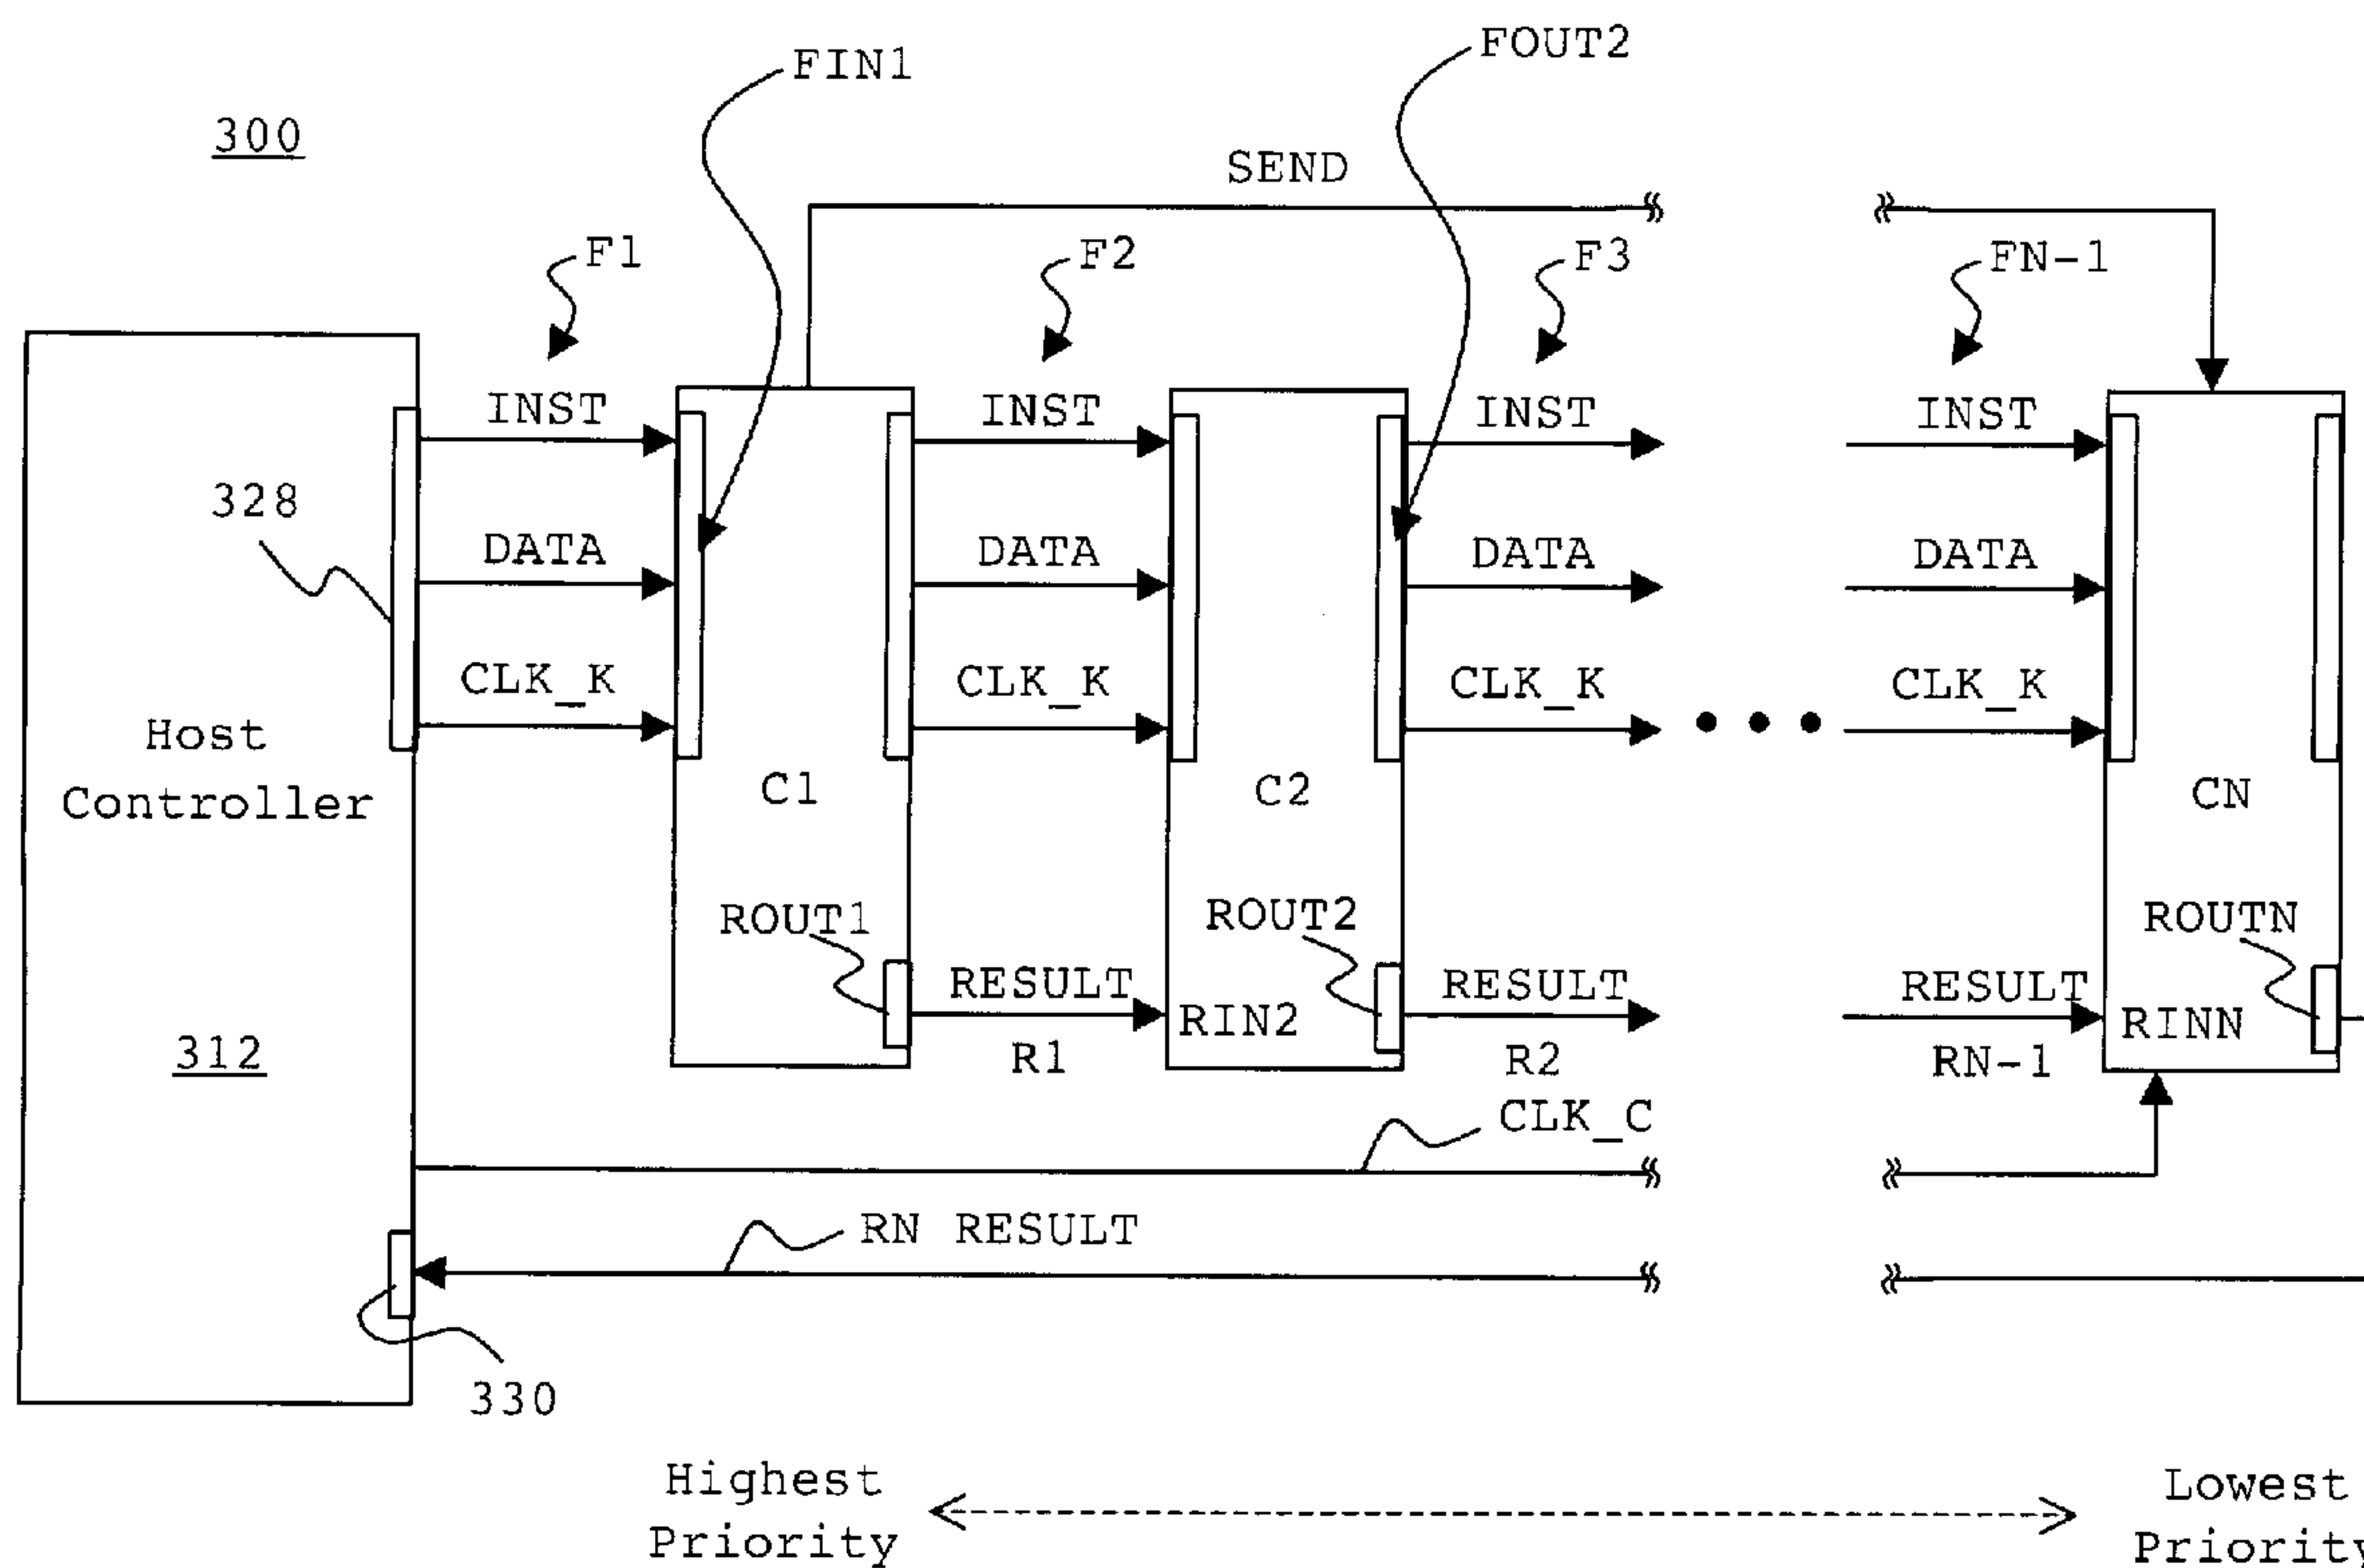 FIN1
FOUT2
300
SEND
F1
F2
F3
FN-1
INST
INST
INST
INST
328
DATA
DATA
DATA
DATA
CLK_K
CLK_K
CLK_K
CLK_K
Host
Controller
C1
C2
CN
ROUT1
ROUT2
ROUTN
RESULT
RESULT
RESULT
RIN2
RINN
312
R1
R2
RN-1
CLK_C
RN RESULT
330
Highest
Priority
Lowest
Priority